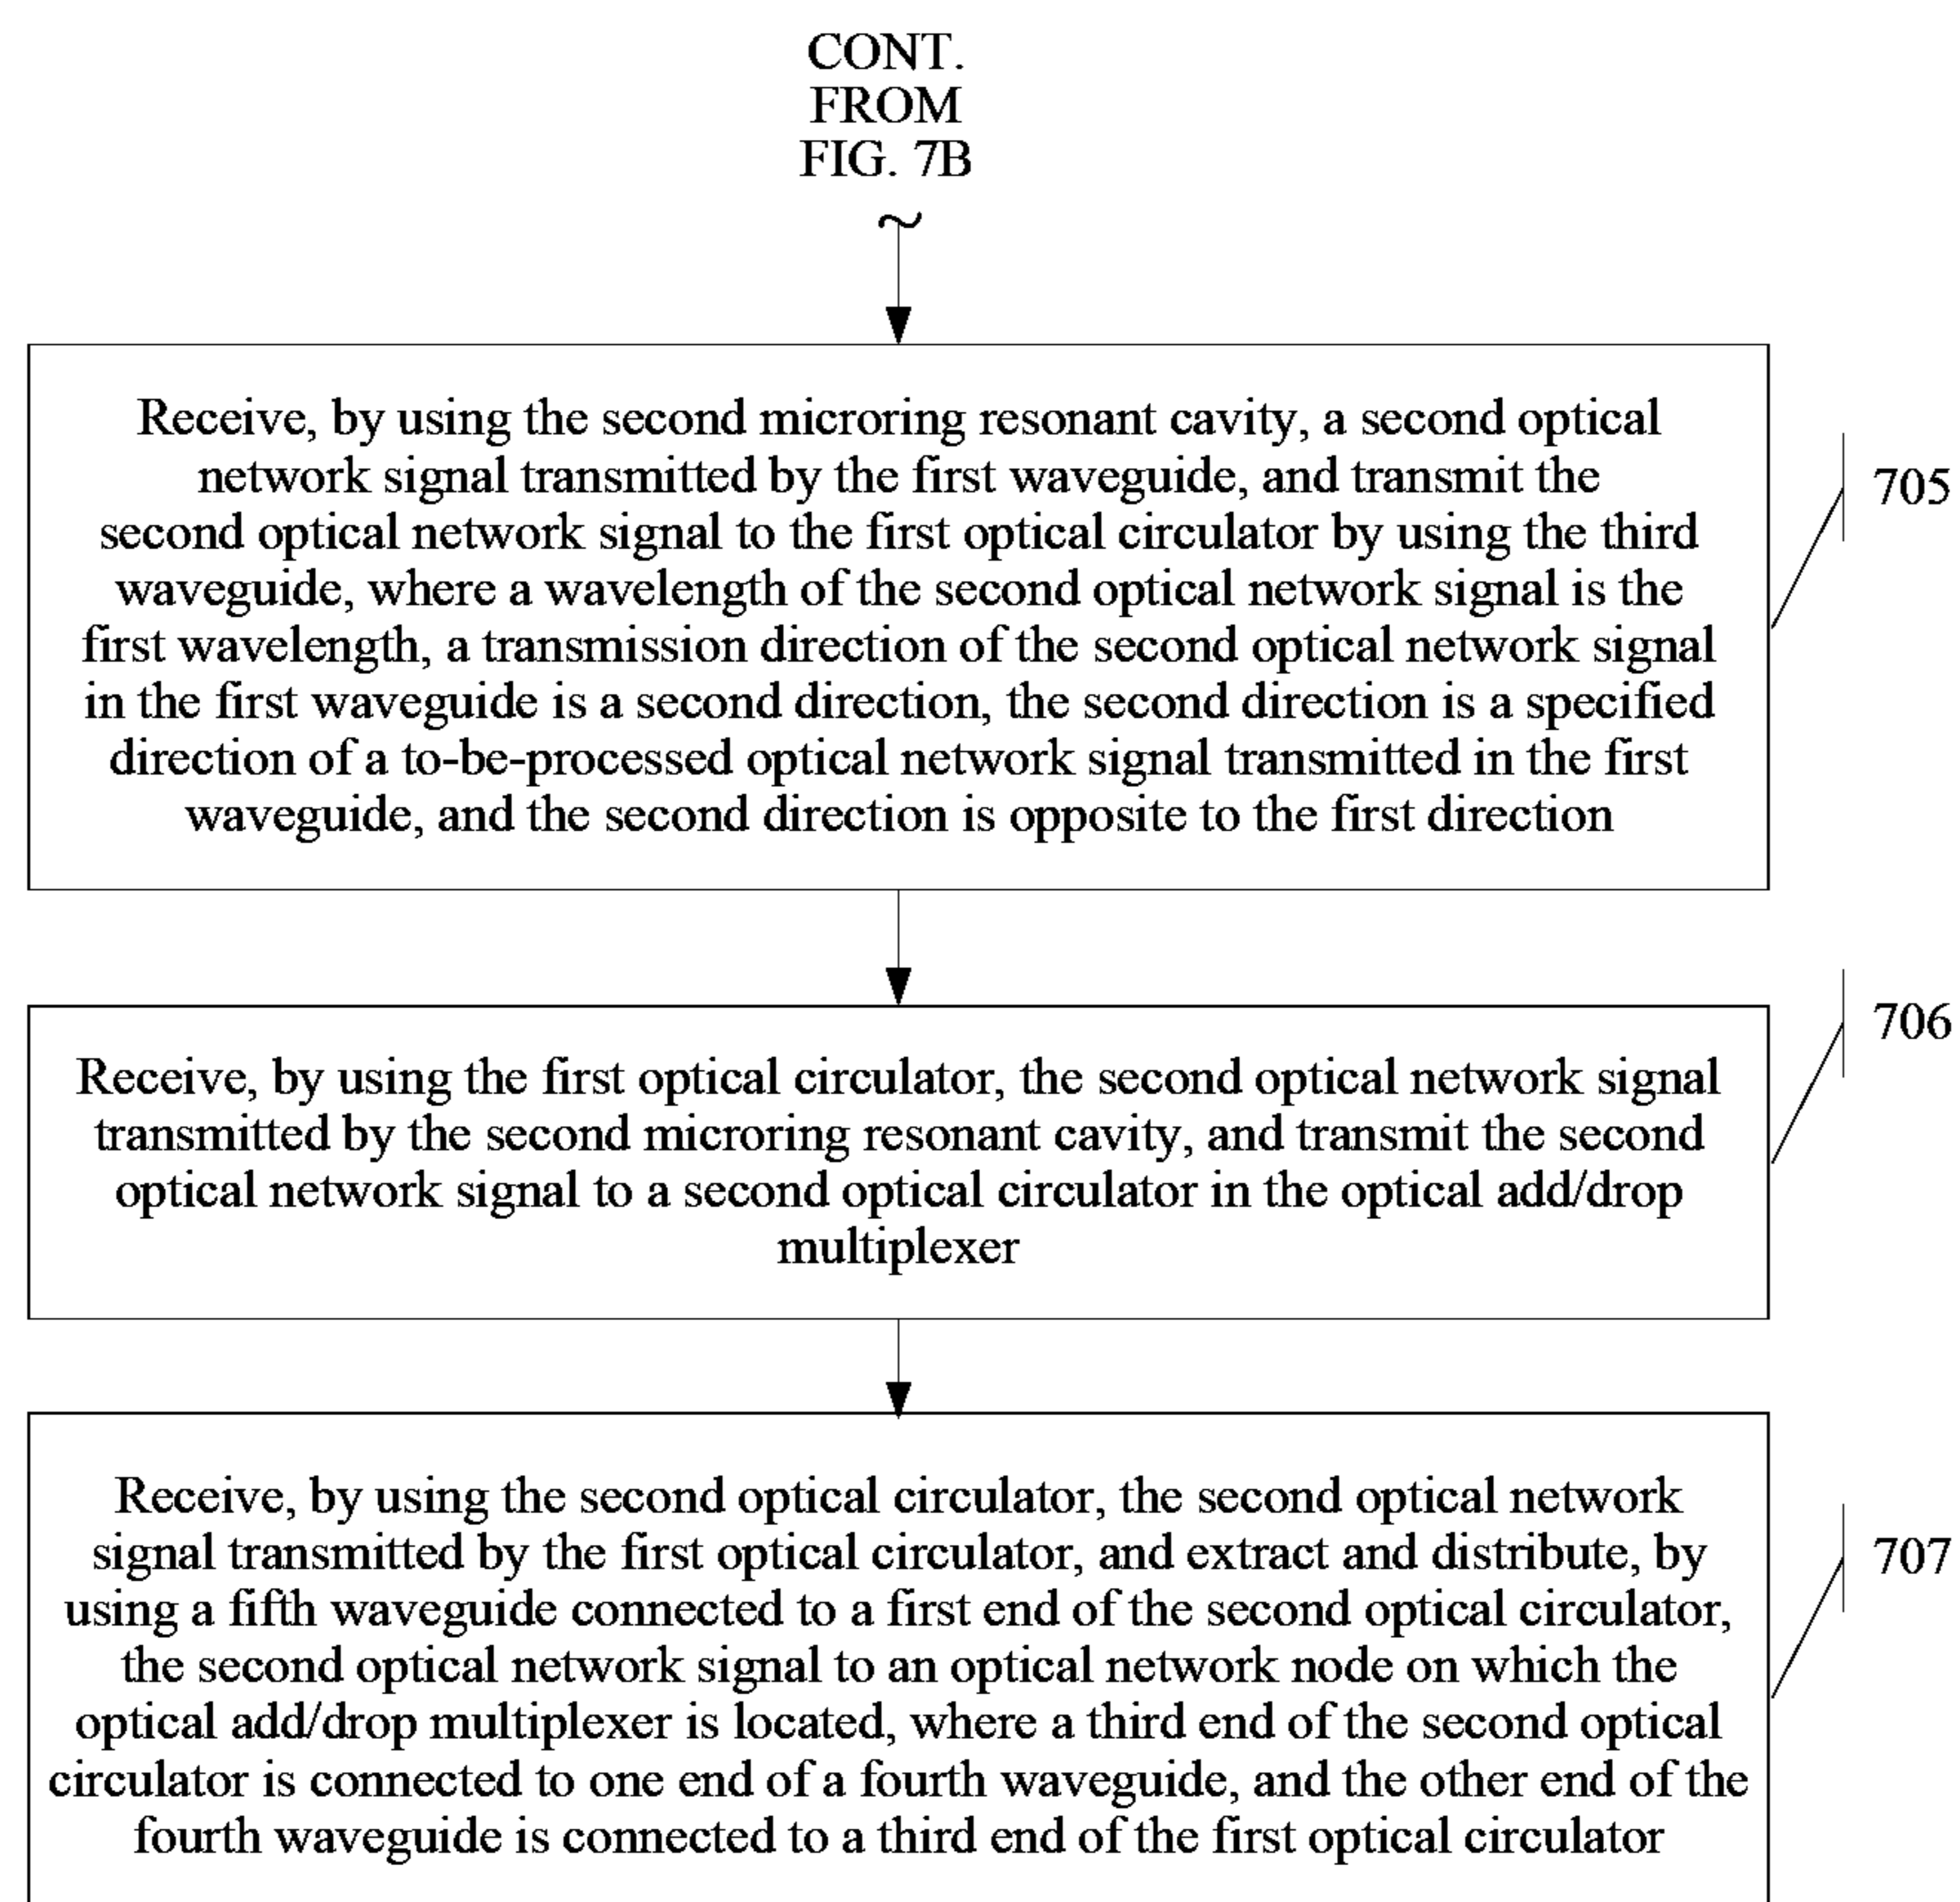 CONT.
FROM
FIG. 7B
Receive, by using the second microring resonant cavity, a second optical
network signal transmitted by the first waveguide, and transmit the
second optical network signal to the first optical circulator by using the third
waveguide, where a wavelength of the second optical network signal is the
first wavelength, a transmission direction of the second optical network signal
in the first waveguide is a second direction, the second direction is a specified
direction of a to-be-processed optical network signal transmitted in the first
waveguide, and the second direction is opposite to the first direction
705
Receive, by using the first optical circulator, the second optical network signal
transmitted by the second microring resonant cavity, and transmit the second
optical network signal to a second optical circulator in the optical add/drop
multiplexer
706
Receive, by using the second optical circulator, the second optical network
signal transmitted by the first optical circulator, and extract and distribute, by
using a fifth waveguide connected to a first end of the second optical circulator,
the second optical network signal to an optical network node on which the
optical add/drop multiplexer is located, where a third end of the second optical
circulator is connected to one end of a fourth waveguide, and the other end of the
fourth waveguide is connected to a third end of the first optical circulator
707